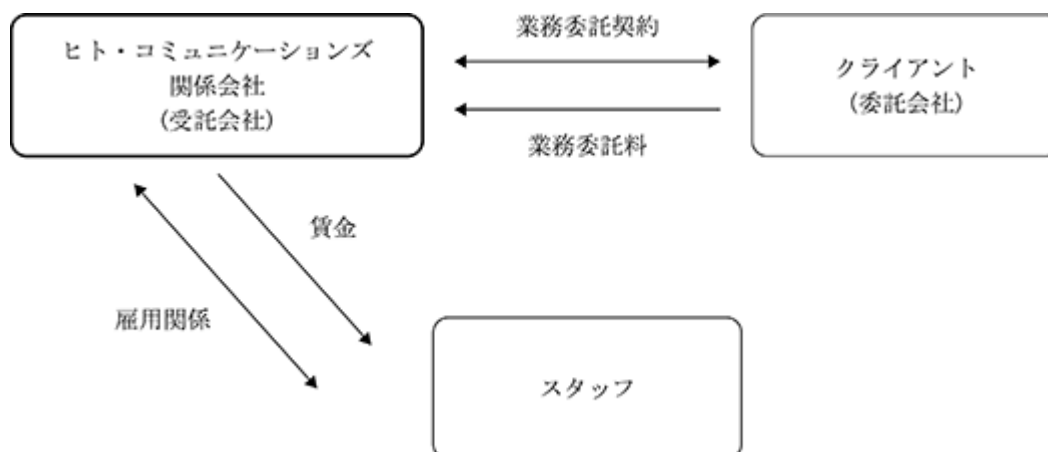 ヒト・コミュニケーションズ
関係会社
(受託会社)
業務委託契約
業務委託料
クライアント
(委託会社)
賃金
雇用関係
スタッフ